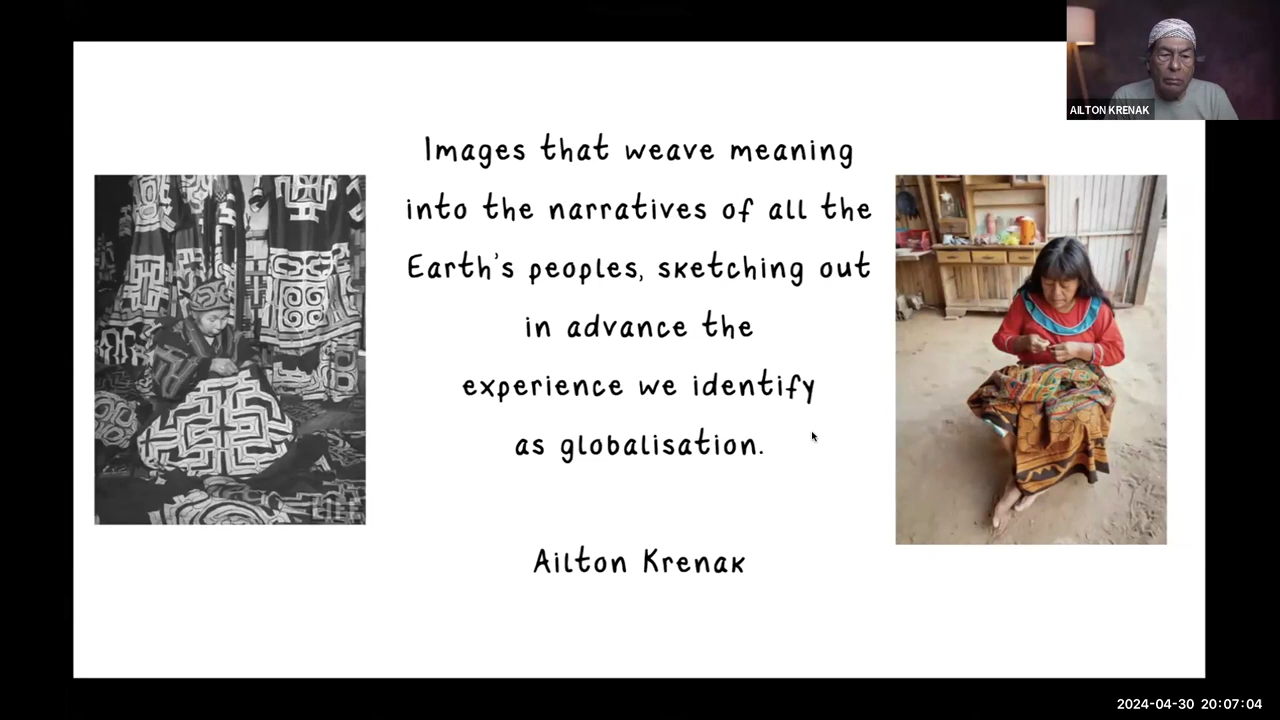 AILTON KRENAK
Images that weave meaning
into the narratives of all the
Earth's peoples, sketching out
in advance the
experience we identify
as globalisation.
LIFE
Ailton Krenak
2024-04-30 20:07:04